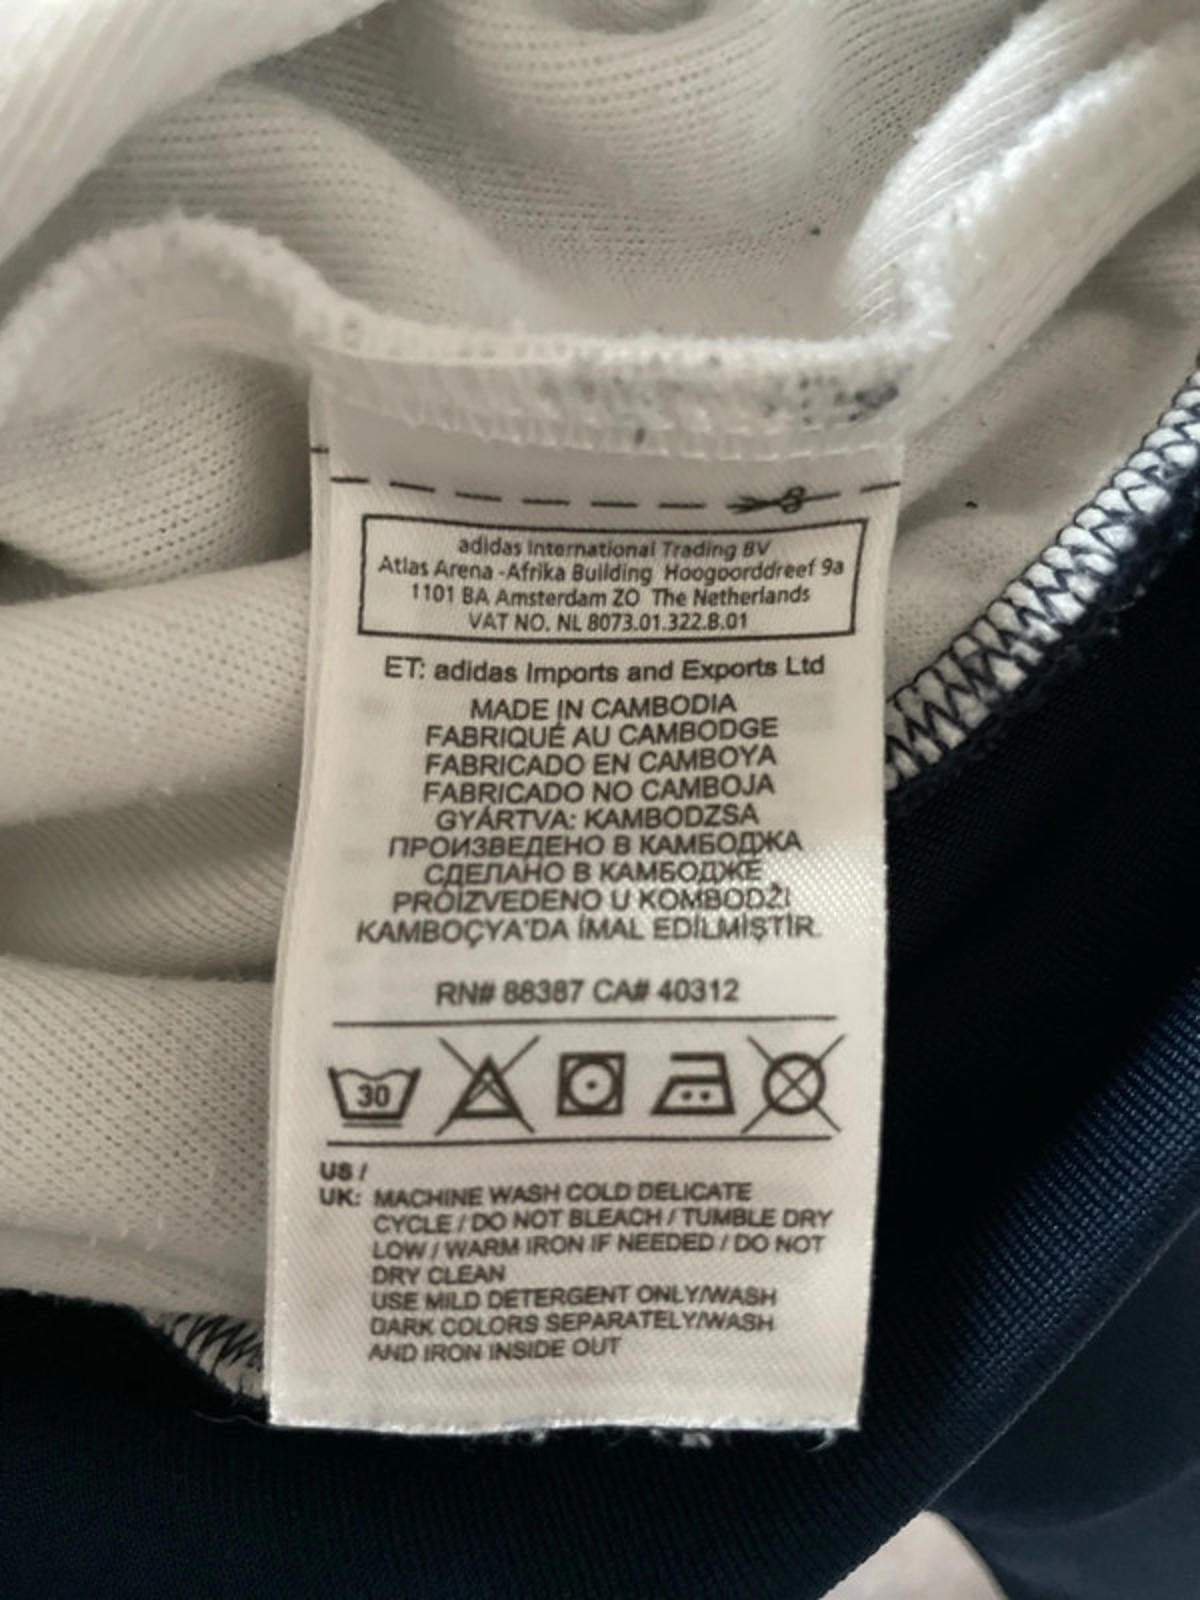 adidas International Trading BV
Atlas Arena -Afrika Building Hoogoorddreef 9a
1101 BA Amsterdam ZO The Netherlands
VAT NO. NL 8073.01.322.B.01
ET: adidas Imports and Exports Ltd
MADE IN CAMBODIA
FABRIQUÉ AU CAMBODGE
FABRICADO EN CAMBOYA
FABRICADO NO CAMBOJA
GYÁRTVA: KAMBODZSA
ПРОИЗВЕДЕНО В КАМБОДЖА
СДЕЛАНО В КАМБОДЖЕ
PROIZVEDENO U KOMBODŽI
KAMBOÇYA'DA İMAL EDİLMİŞTİR.
RN# 88387 CA# 40312
30
US /
UK: MACHINE WASH COLD DELICATE
CYCLE / DO NOT BLEACH / TUMBLE DRY
LOW / WARM IRON IF NEEDED / DO NOT
DRY CLEAN
USE MILD DETERGENT ONLY/WASH
DARK COLORS SEPARATELY/WASH
AND IRON INSIDE OUT